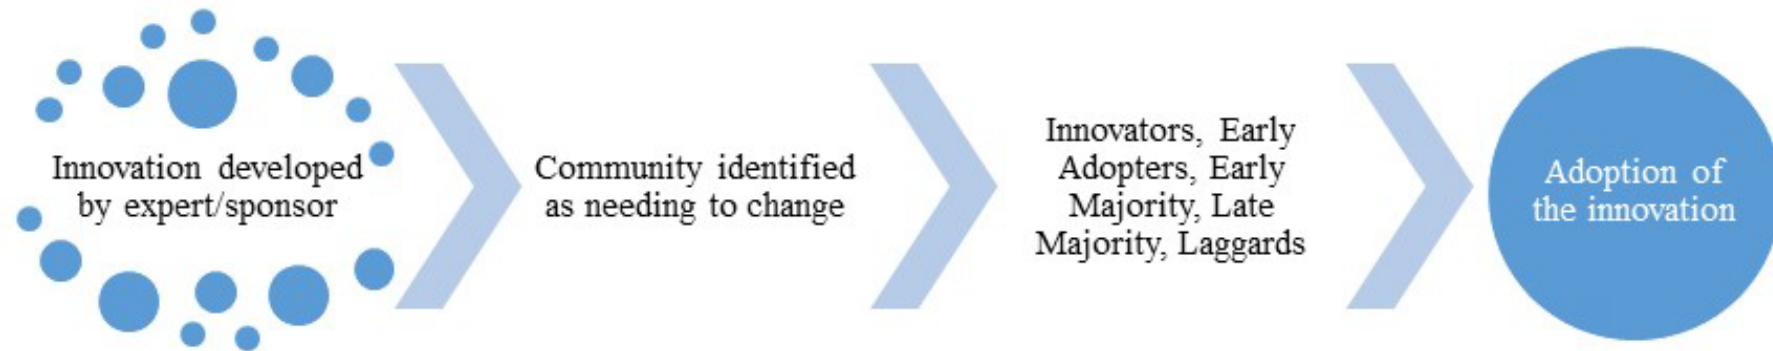 Innovation developed
by expert/sponsor
Community identified
as needing to change
Innovators, Early
Adopters, Early
Majority, Late
Majority, Laggards
Adoption of
the innovation